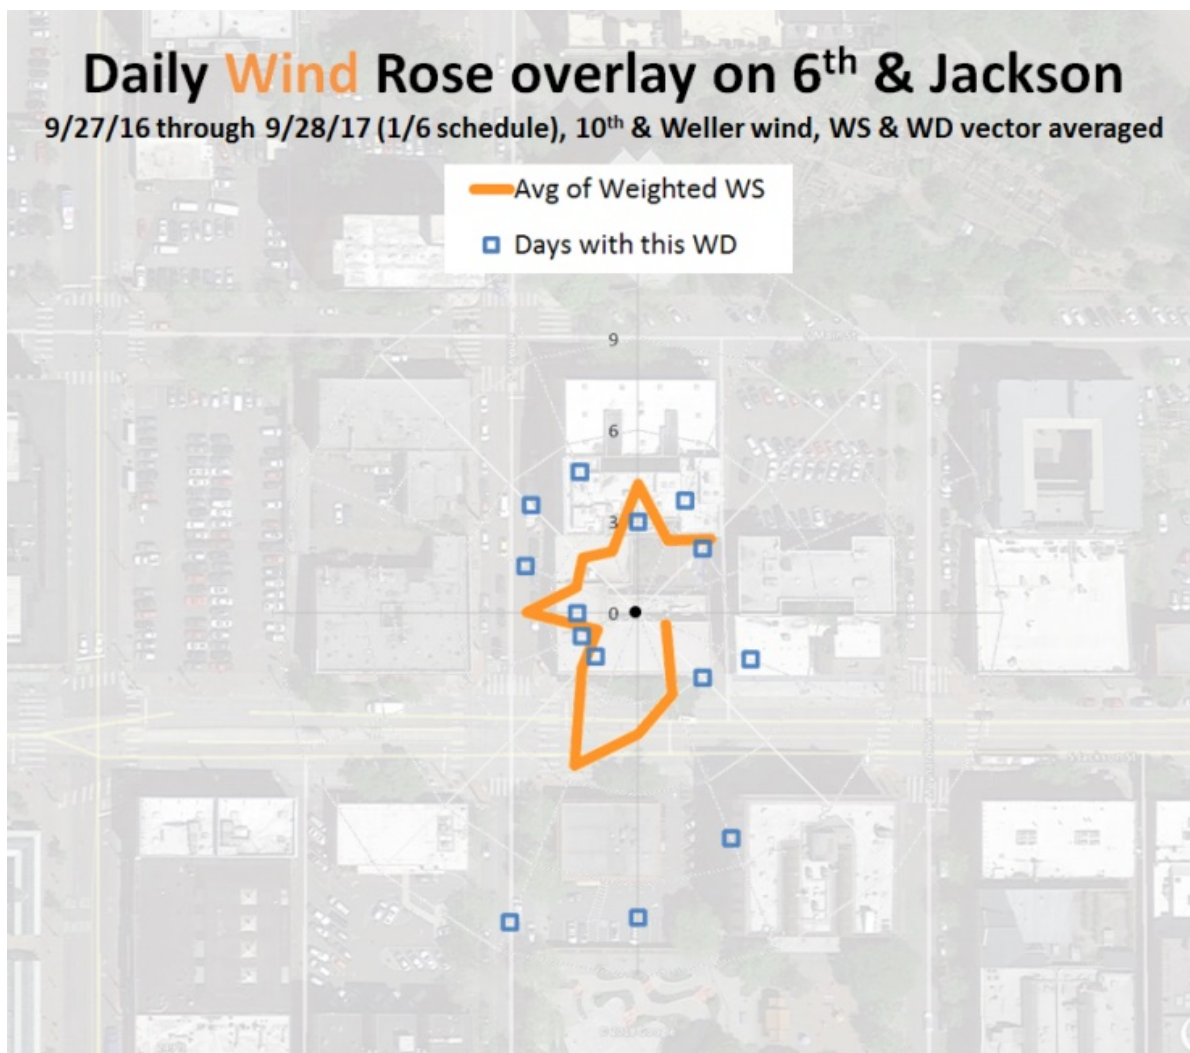 Daily Wind Rose overlay on 6th & Jackson
9/27/16 through 9/28/17 (1/6 schedule), 10th & Weller wind, WS & WD vector averaged
Avg of Weighted WS
Days with this WD
9
6
3
0